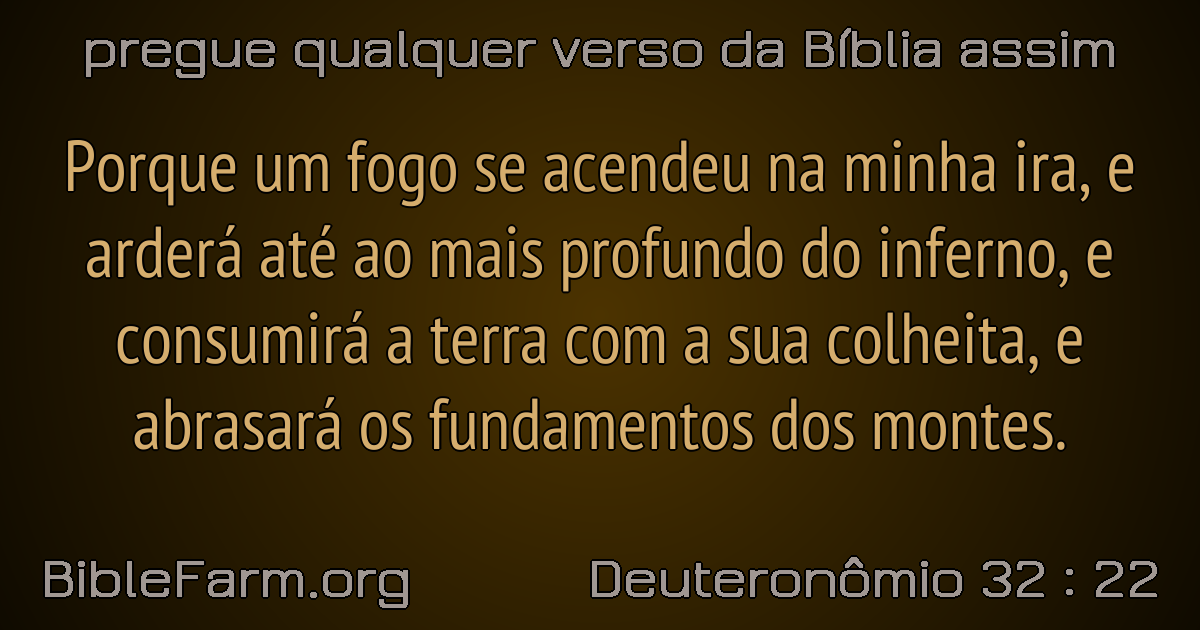 pregue qualquer verso da Bíblia assim
Porque um fogo se acendeu na minha ira, e
arderá até ao mais profundo do inferno, e
consumirá a terra com a sua colheita, e
abrasará os fundamentos dos montes.
BibleFarm.org
Deuteronômio 32 : 22